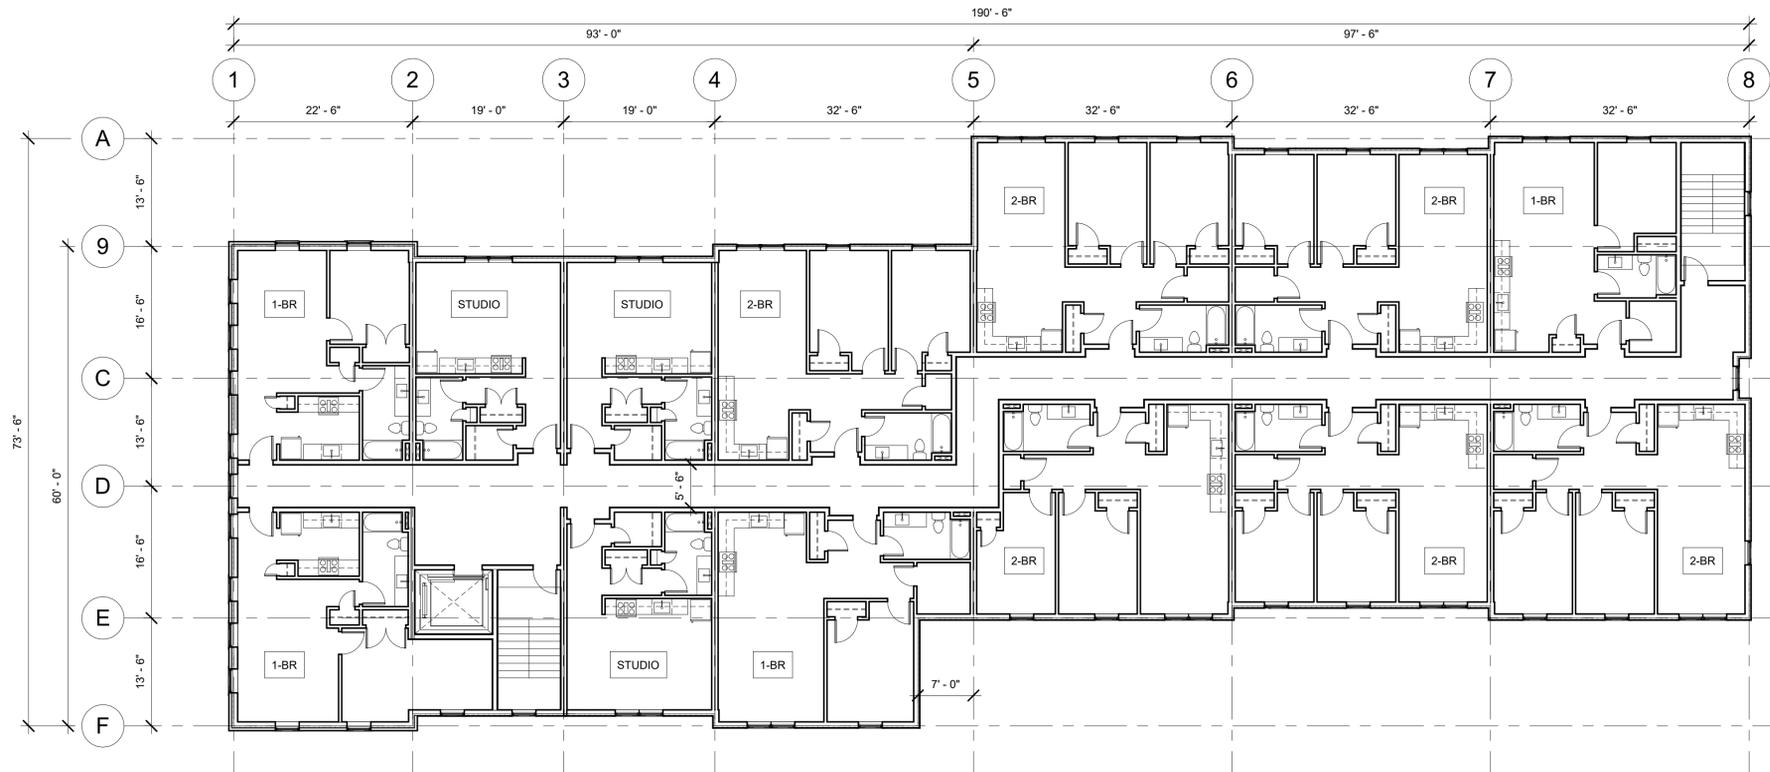 190' - 6"
93' - 0" 97' - 6"
1 2 3 4 5 6 7 8
22' - 6" 19' - 0" 19' - 0" 32' - 6" 32' - 6" 32' - 6" 32' - 6"
A
13' - 6"
2-BR 2-BR 1-BR
9
16' - 6"
1-BR STUDIO STUDIO 2-BR
C
73' - 6"
13' - 6"
60' - 0"
D
5' - 6"
16' - 6"
2-BR 2-BR 2-BR
E
13' - 6"
1-BR STUDIO 1-BR
7' - 0"
F